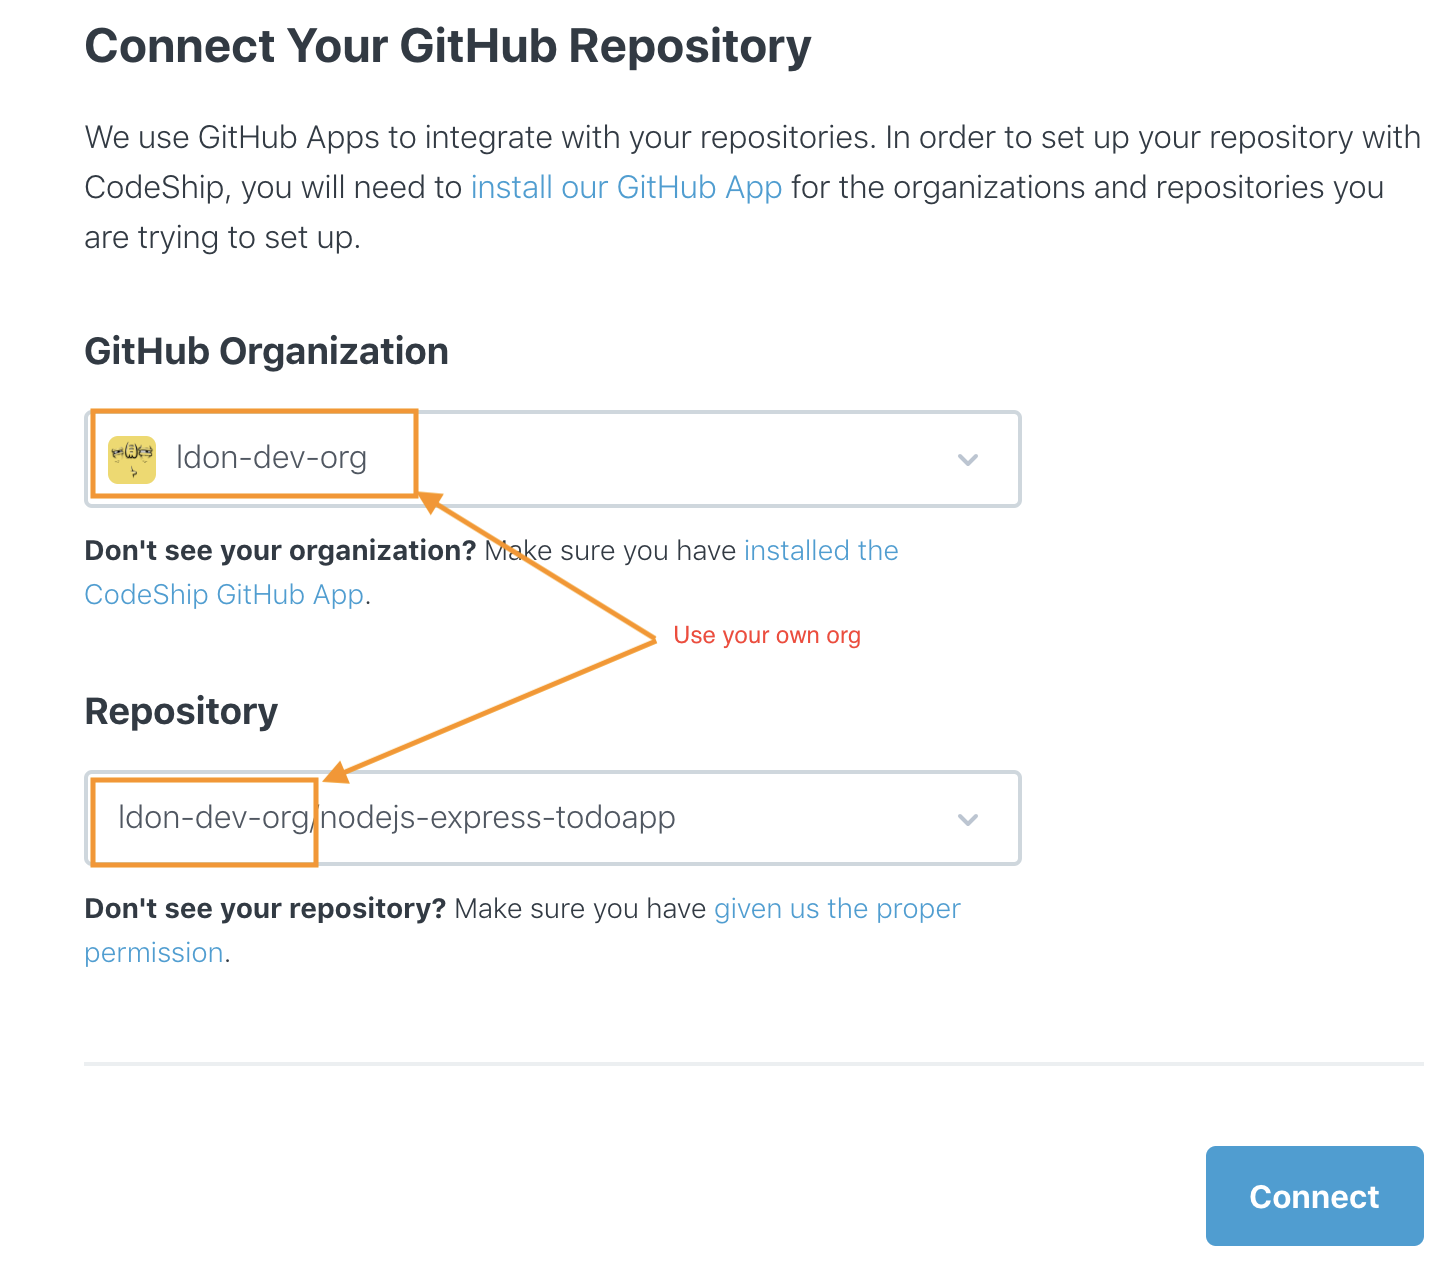 Connect Your GitHub Repository
We use GitHub Apps to integrate with your repositories. In order to set up your repository with
CodeShip, you will need to install our GitHub App for the organizations and repositories you
are trying to set up.
GitHub Organization
ldon-dev-org
Don't see your organization? Make sure you have installed the
CodeShip GitHub App.
Use your own org
Repository
ldon-dev-org/nodejs-express-todoapp
Don't see your repository? Make sure you have given us the proper
permission.
Connect